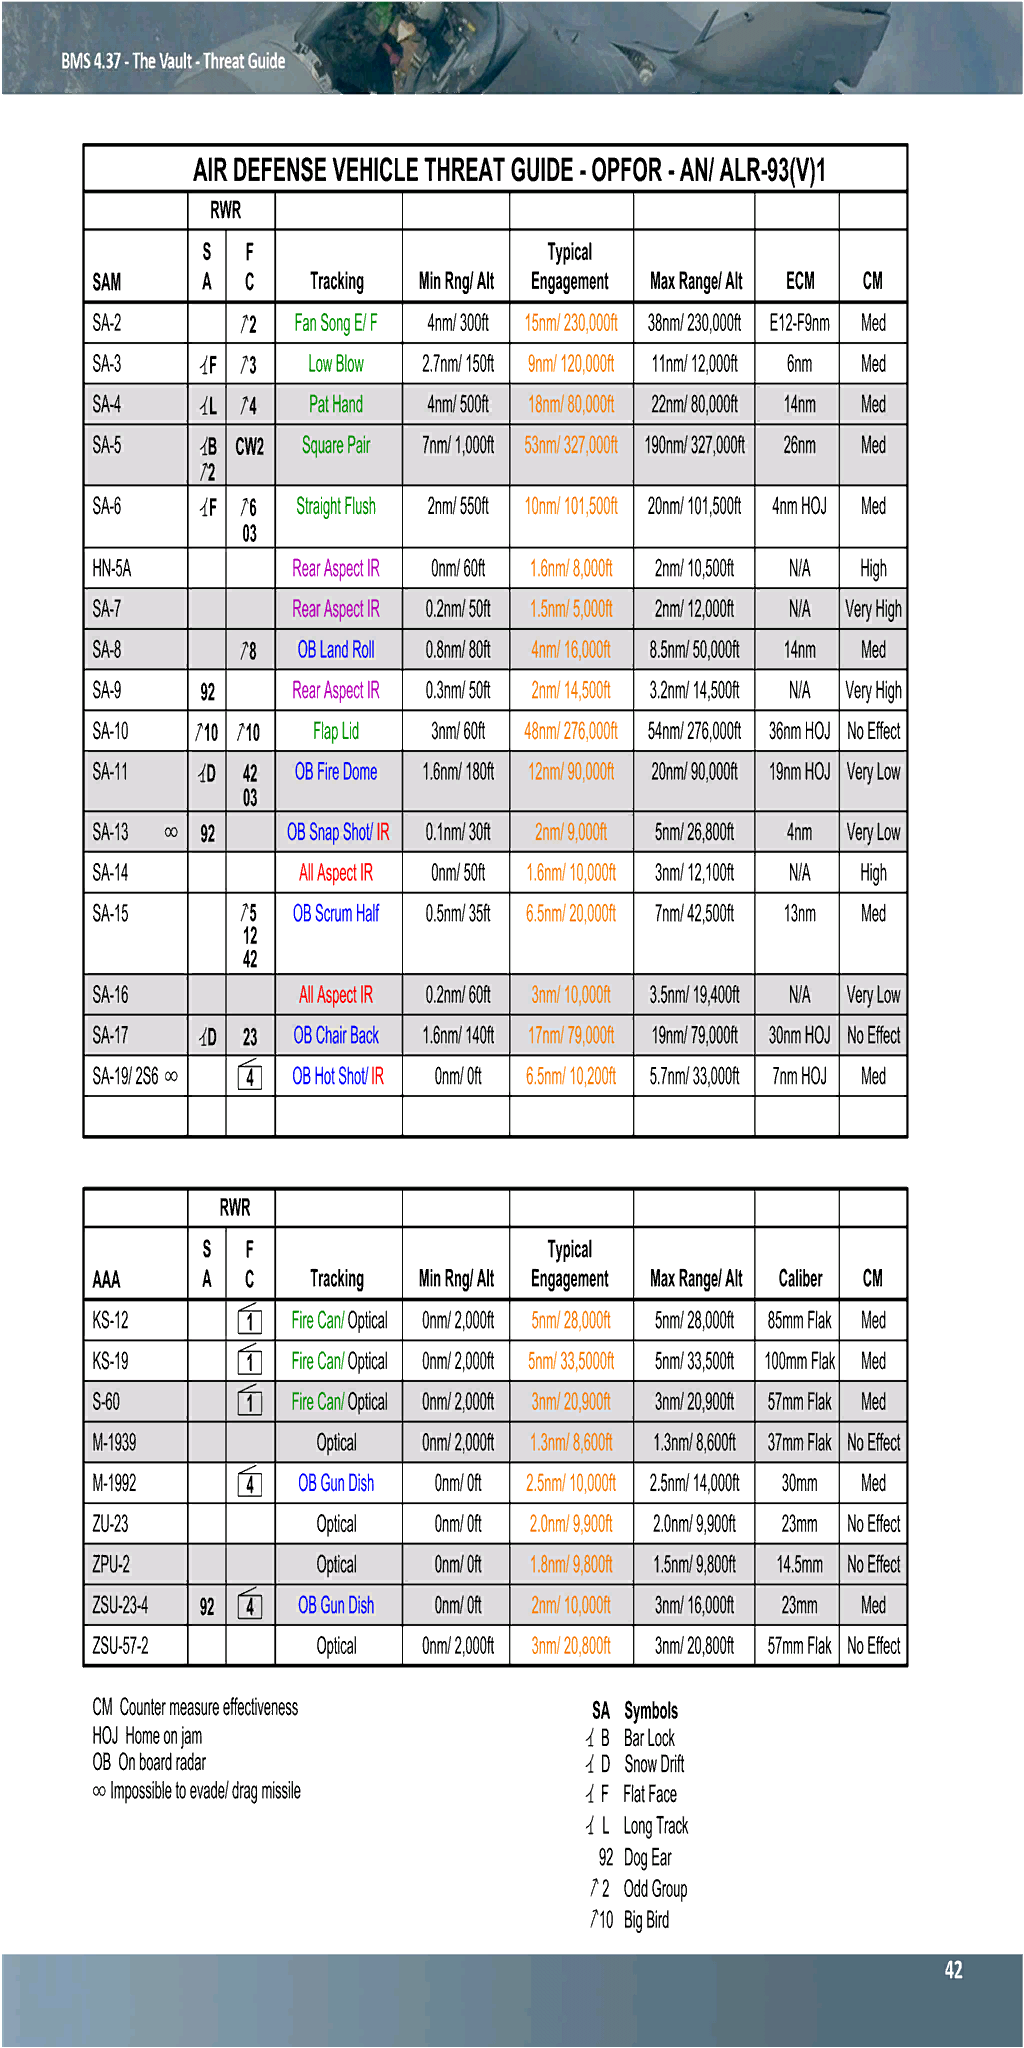 BMS 4.37 - The Vault - Threat Guide
AIR DEFENSE VEHICLE THREAT GUIDE - OPFOR - AN/ ALR-93(V)1
RWR
S F Typical
SAM A C Tracking Min Rng/ Alt Engagement Max Range/ Alt ECM CM
SA-2 ↗2 Fan Song E/ F 4nm/ 300ft 15nm/ 230,000ft 38nm/ 230,000ft E12-F9nm Med
SA-3 F ↗3 Low Blow 2.7nm/ 150ft 9nm/ 120,000ft 11nm/ 12,000ft 6nm Med
SA-4 L ↗4 Pat Hand 4nm/ 500ft 18nm/ 80,000ft 22nm/ 80,000ft 14nm Med
SA-5 B CW2 Square Pair 7nm/ 1,000ft 53nm/ 327,000ft 190nm/ 327,000ft 26nm Med
↗2
SA-6 F ↗6 Straight Flush 2nm/ 550ft 10nm/ 101,500ft 20nm/ 101,500ft 4nm HOJ Med
03
HN-5A Rear Aspect IR 0nm/ 60ft 1.6nm/ 8,000ft 2nm/ 10,500ft N/A High
SA-7 Rear Aspect IR 0.2nm/ 50ft 1.5nm/ 5,000ft 2nm/ 12,000ft N/A Very High
SA-8 ↗8 OB Land Roll 0.8nm/ 80ft 4nm/ 16,000ft 8.5nm/ 50,000ft 14nm Med
SA-9 92 Rear Aspect IR 0.3nm/ 50ft 2nm/ 14,500ft 3.2nm/ 14,500ft N/A Very High
SA-10 ↗10 ↗10 Flap Lid 3nm/ 60ft 48nm/ 276,000ft 54nm/ 276,000ft 36nm HOJ No Effect
SA-11 D 42 OB Fire Dome 1.6nm/ 180ft 12nm/ 90,000ft 20nm/ 90,000ft 19nm HOJ Very Low
03
SA-13 ∞ 92 OB Snap Shot/ IR 0.1nm/ 30ft 2nm/ 9,000ft 5nm/ 26,800ft 4nm Very Low
SA-14 All Aspect IR 0nm/ 50ft 1.6nm/ 10,000ft 3nm/ 12,100ft N/A High
SA-15 ↗5 OB Scrum Half 0.5nm/ 35ft 6.5nm/ 20,000ft 7nm/ 42,500ft 13nm Med
12
42
SA-16 All Aspect IR 0.2nm/ 60ft 3nm/ 10,000ft 3.5nm/ 19,400ft N/A Very Low
SA-17 D 23 OB Chair Back 1.6nm/ 140ft 17nm/ 79,000ft 19nm/ 79,000ft 30nm HOJ No Effect
SA-19/ 2S6 ∞ 4 OB Hot Shot/ IR 0nm/ 0ft 6.5nm/ 10,200ft 5.7nm/ 33,000ft 7nm HOJ Med
RWR
S F Typical
AAA A C Tracking Min Rng/ Alt Engagement Max Range/ Alt Caliber CM
KS-12 1 Fire Can/ Optical 0nm/ 2,000ft 5nm/ 28,000ft 5nm/ 28,000ft 85mm Flak Med
KS-19 1 Fire Can/ Optical 0nm/ 2,000ft 5nm/ 33,5000ft 5nm/ 33,500ft 100mm Flak Med
S-60 1 Fire Can/ Optical 0nm/ 2,000ft 3nm/ 20,900ft 3nm/ 20,900ft 57mm Flak Med
M-1939 Optical 0nm/ 2,000ft 1.3nm/ 8,600ft 1.3nm/ 8,600ft 37mm Flak No Effect
M-1992 4 OB Gun Dish 0nm/ 0ft 2.5nm/ 10,000ft 2.5nm/ 14,000ft 30mm Med
ZU-23 Optical 0nm/ 0ft 2.0nm/ 9,900ft 2.0nm/ 9,900ft 23mm No Effect
ZPU-2 Optical 0nm/ 0ft 1.8nm/ 9,800ft 1.5nm/ 9,800ft 14.5mm No Effect
ZSU-23-4 92 4 OB Gun Dish 0nm/ 0ft 2nm/ 10,000ft 3nm/ 16,000ft 23mm Med
ZSU-57-2 Optical 0nm/ 2,000ft 3nm/ 20,800ft 3nm/ 20,800ft 57mm Flak No Effect
CM Counter measure effectiveness
HOJ Home on jam
OB On board radar
∞ Impossible to evade/ drag missile
SA Symbols
B Bar Lock
D Snow Drift
F Flat Face
L Long Track
92 Dog Ear
↗2 Odd Group
↗10 Big Bird
42